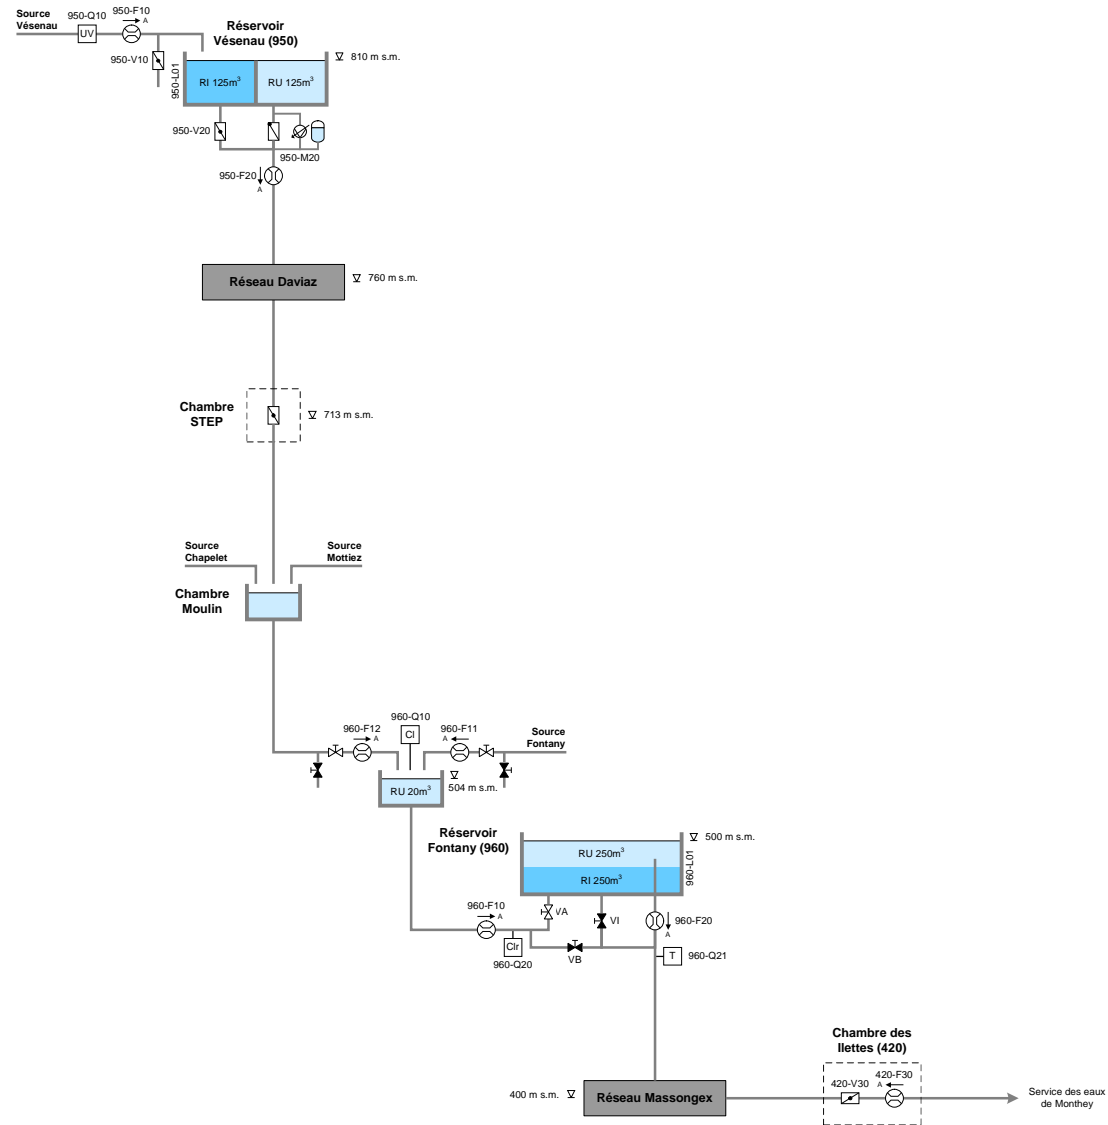 Source
Vésenau
950-Q10
950-F10
A
UV
950-V10
Réservoir
Vésenau (950)
810 m s.m.
950-L01
RI 125m³
RU 125m³
950-V20
950-M20
950-F20
A
Réseau Daviaz
760 m s.m.
Chambre
STEP
713 m s.m.
Source
Chapelet
Source
Mottiez
Chambre
Moulin
960-Q10
960-F12
A
Cl
960-F11
A
Source
Fontany
RU 20m³
504 m s.m.
Réservoir
Fontany (960)
500 m s.m.
RU 250m³
RI 250m³
960-L01
960-F10
A
VA
VI
960-F20
A
Clr
960-Q20
VB
T
960-Q21
Chambre des
Ilettes (420)
420-F30
A
420-V30
400 m s.m.
Réseau Massongex
Service des eaux
de Monthey